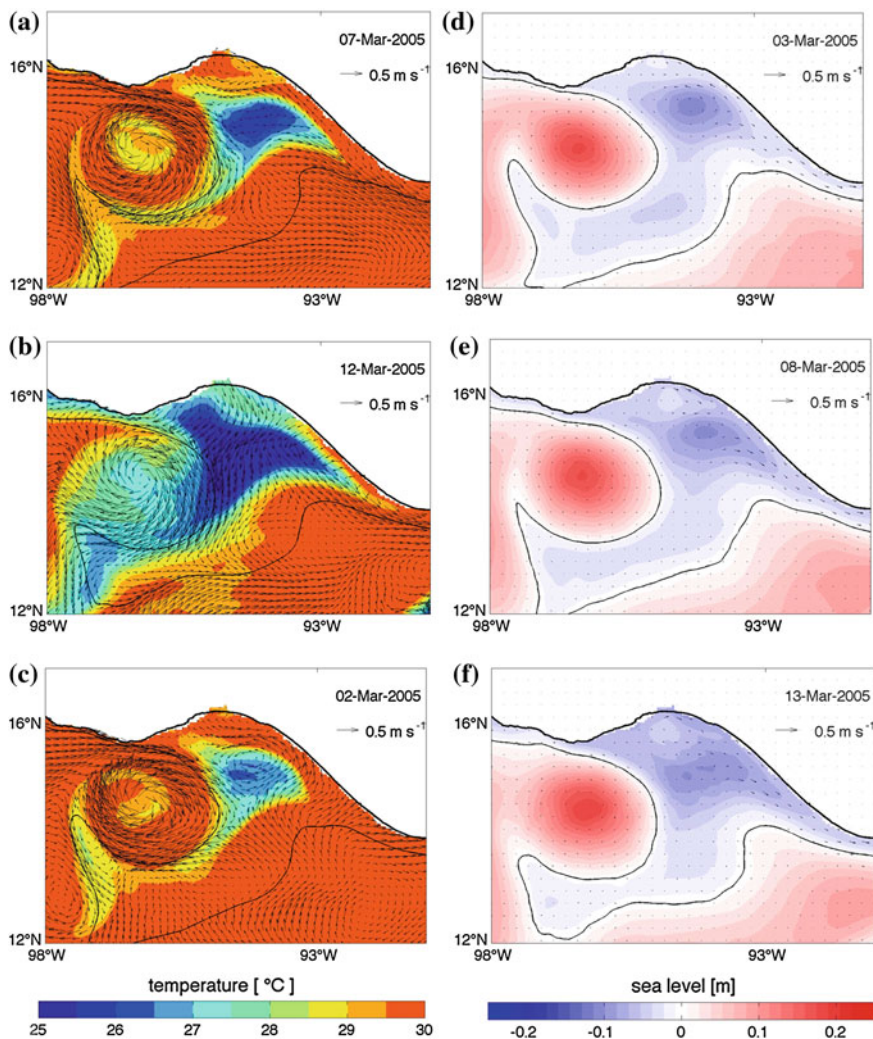 (a)
07-Mar-2005
16°N
0.5 m s⁻¹
12°N
98°W
93°W
(d)
03-Mar-2005
16°N
0.5 m s⁻¹
12°N
98°W
93°W
(b)
12-Mar-2005
16°N
0.5 m s⁻¹
12°N
98°W
93°W
(e)
08-Mar-2005
16°N
0.5 m s⁻¹
12°N
98°W
93°W
(c)
02-Mar-2005
16°N
0.5 m s⁻¹
12°N
98°W
93°W
(f)
13-Mar-2005
16°N
0.5 m s⁻¹
12°N
98°W
93°W
temperature [ °C ]
25 26 27 28 29 30
sea level [m]
-0.2 -0.1 0 0.1 0.2